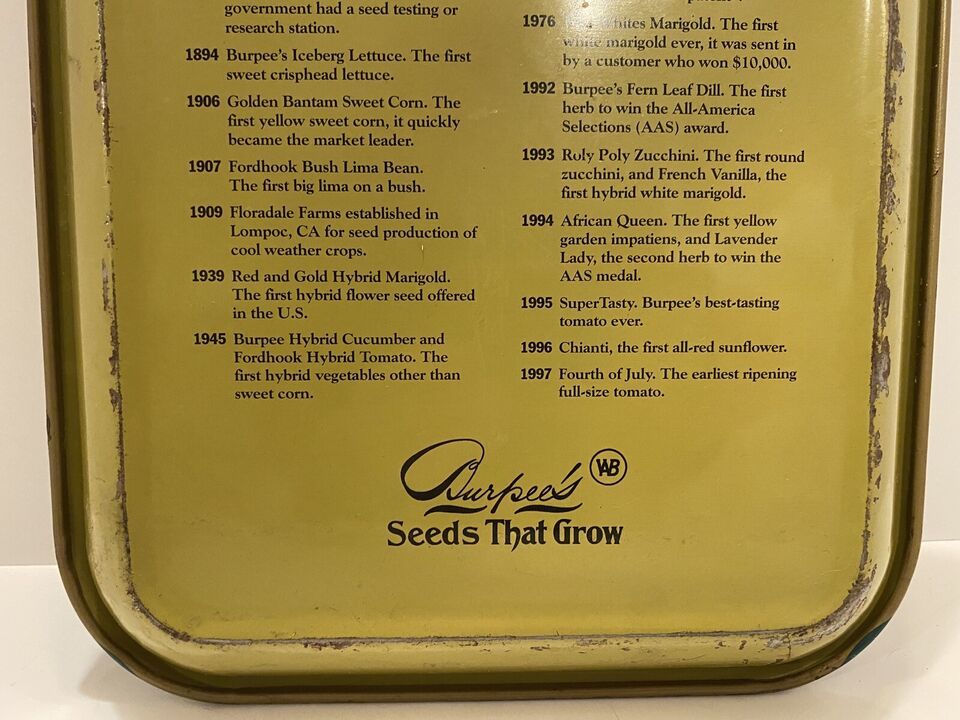 government had a seed testing or
research station.
1894 Burpee's Iceberg Lettuce. The first
sweet crisphead lettuce.
1906 Golden Bantam Sweet Corn. The
first yellow sweet corn, it quickly
became the market leader.
1907 Fordhook Bush Lima Bean.
The first big lima on a bush.
1909 Floradale Farms established in
Lompoc, CA for seed production of
cool weather crops.
1939 Red and Gold Hybrid Marigold.
The first hybrid flower seed offered
in the U.S.
1945 Burpee Hybrid Cucumber and
Fordhook Hybrid Tomato. The
first hybrid vegetables other than
sweet corn.
1976 Whites Marigold. The first
white marigold ever, it was sent in
by a customer who won $10,000.
1992 Burpee's Fern Leaf Dill. The first
herb to win the All-America
Selections (AAS) award.
1993 Roly Poly Zucchini. The first round
zucchini, and French Vanilla, the
first hybrid white marigold.
1994 African Queen. The first yellow
garden impatiens, and Lavender
Lady, the second herb to win the
AAS medal.
1995 SuperTasty. Burpee's best-tasting
tomato ever.
1996 Chianti, the first all-red sunflower.
1997 Fourth of July. The earliest ripening
full-size tomato.
Burpee's WAB
Seeds That Grow